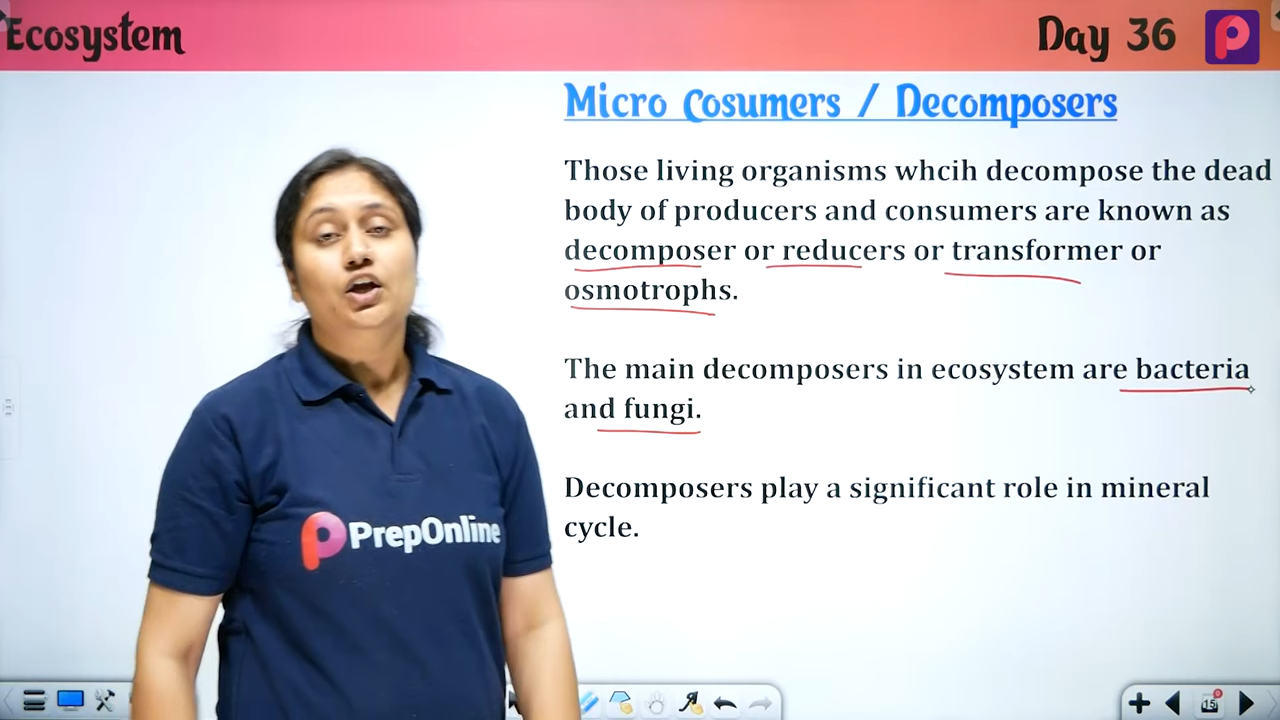 Ecosystem
Day 36
Micro Cosumers / Decomposers
Those living organisms whcih decompose the dead
body of producers and consumers are known as
decomposer or reducers or transformer or
osmotrophs.
The main decomposers in ecosystem are bacteria
and fungi.
Decomposers play a significant role in mineral
cycle.
PrepOnline
15